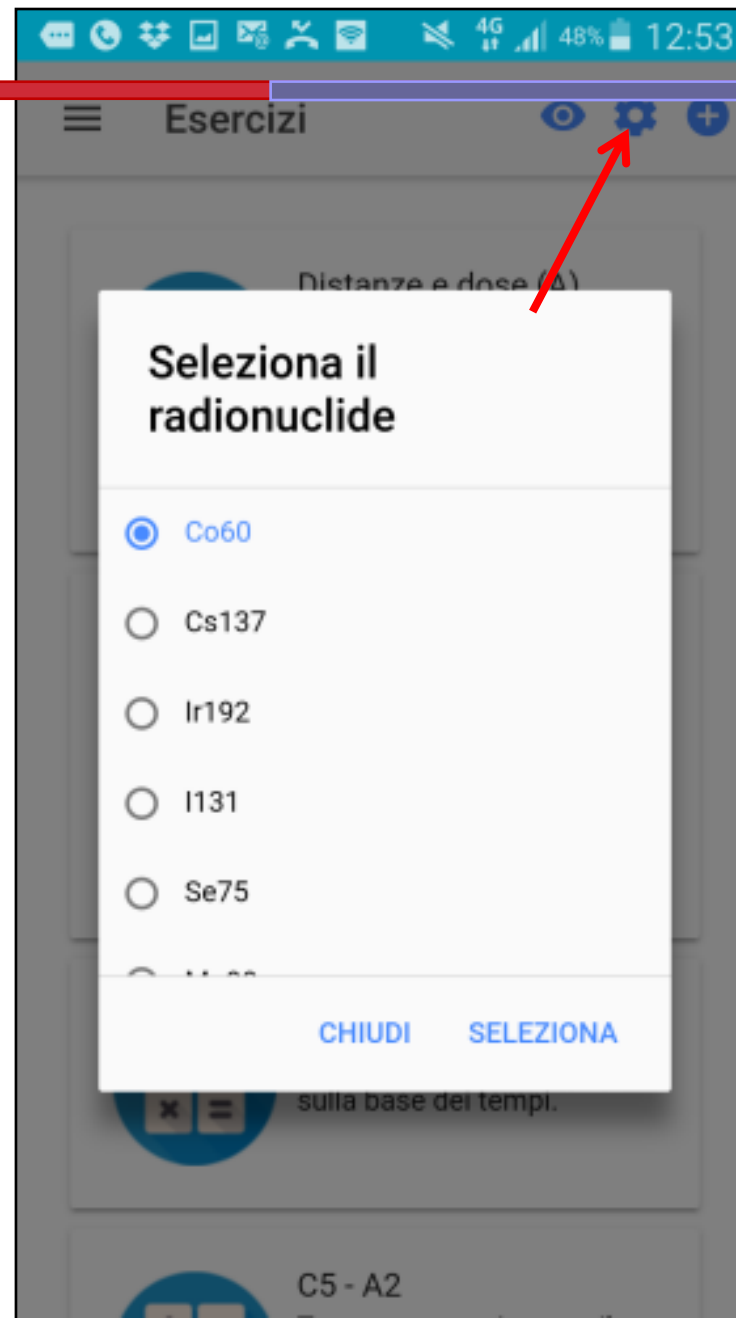 48% 12:53
4G
Esercizi
Distanze e dose (A)
Seleziona il
radionuclide
Co60
Cs137
Ir192
I131
Se75
CHIUDI SELEZIONA
sulla base dei tempi.
C5 - A2